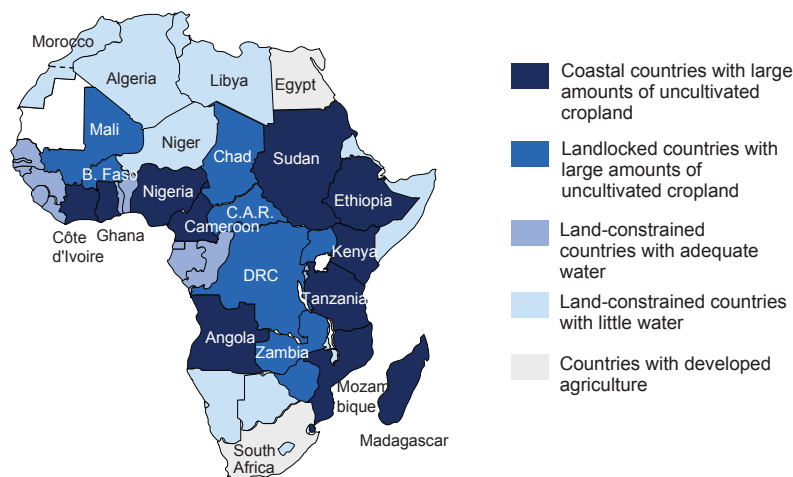 Morocco
Algeria
Libya
Egypt
Mali
Niger
Chad
Sudan
B. Faso
Nigeria
Ethiopia
C.A.R.
Cameroon
Côte
d'Ivoire
Ghana
Kenya
DRC
Tanzania
Angola
Zambia
Mozam
bique
Madagascar
South
Africa
Coastal countries with large
amounts of uncultivated
cropland
Landlocked countries with
large amounts of
uncultivated cropland
Land-constrained
countries with adequate
water
Land-constrained countries
with little water
Countries with developed
agriculture